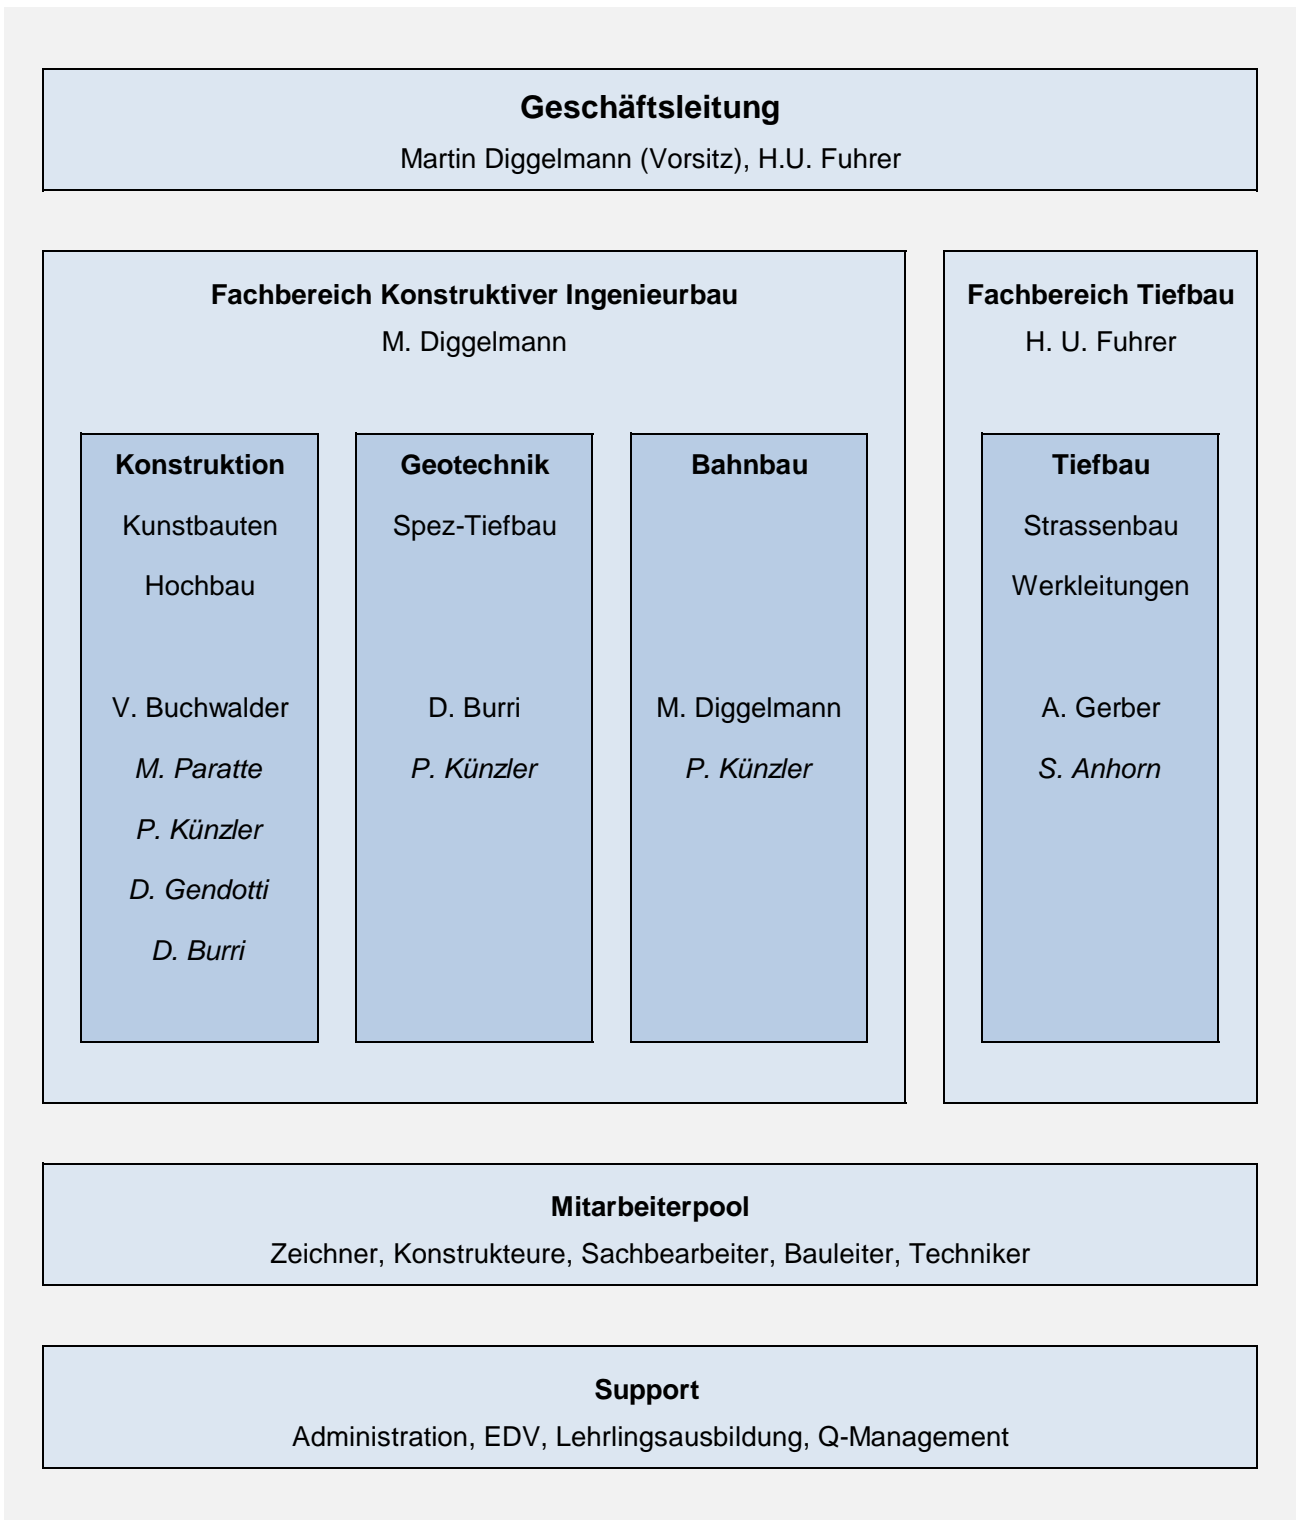 Geschäftsleitung
Martin Diggelmann (Vorsitz), H.U. Fuhrer
Fachbereich Konstruktiver Ingenieurbau
M. Diggelmann
Konstruktion
Kunstbauten
Hochbau
V. Buchwalder
M. Paratte
P. Künzler
D. Gendotti
D. Burri
Geotechnik
Spez-Tiefbau
D. Burri
P. Künzler
Bahnbau
M. Diggelmann
P. Künzler
Fachbereich Tiefbau
H. U. Fuhrer
Tiefbau
Strassenbau
Werkleitungen
A. Gerber
S. Anhorn
Mitarbeiterpool
Zeichner, Konstrukteure, Sachbearbeiter, Bauleiter, Techniker
Support
Administration, EDV, Lehrlingsausbildung, Q-Management